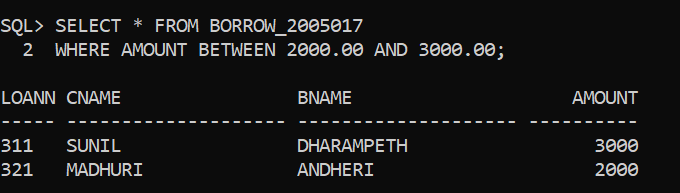 SQL> SELECT * FROM BORROW_2005017
  2  WHERE AMOUNT BETWEEN 2000.00 AND 3000.00;

LOANN CNAME                BNAME                    AMOUNT
----- -------------------- -------------------- ----------
311   SUNIL                DHARAMPETH                 3000
321   MADHURI              ANDHERI                    2000